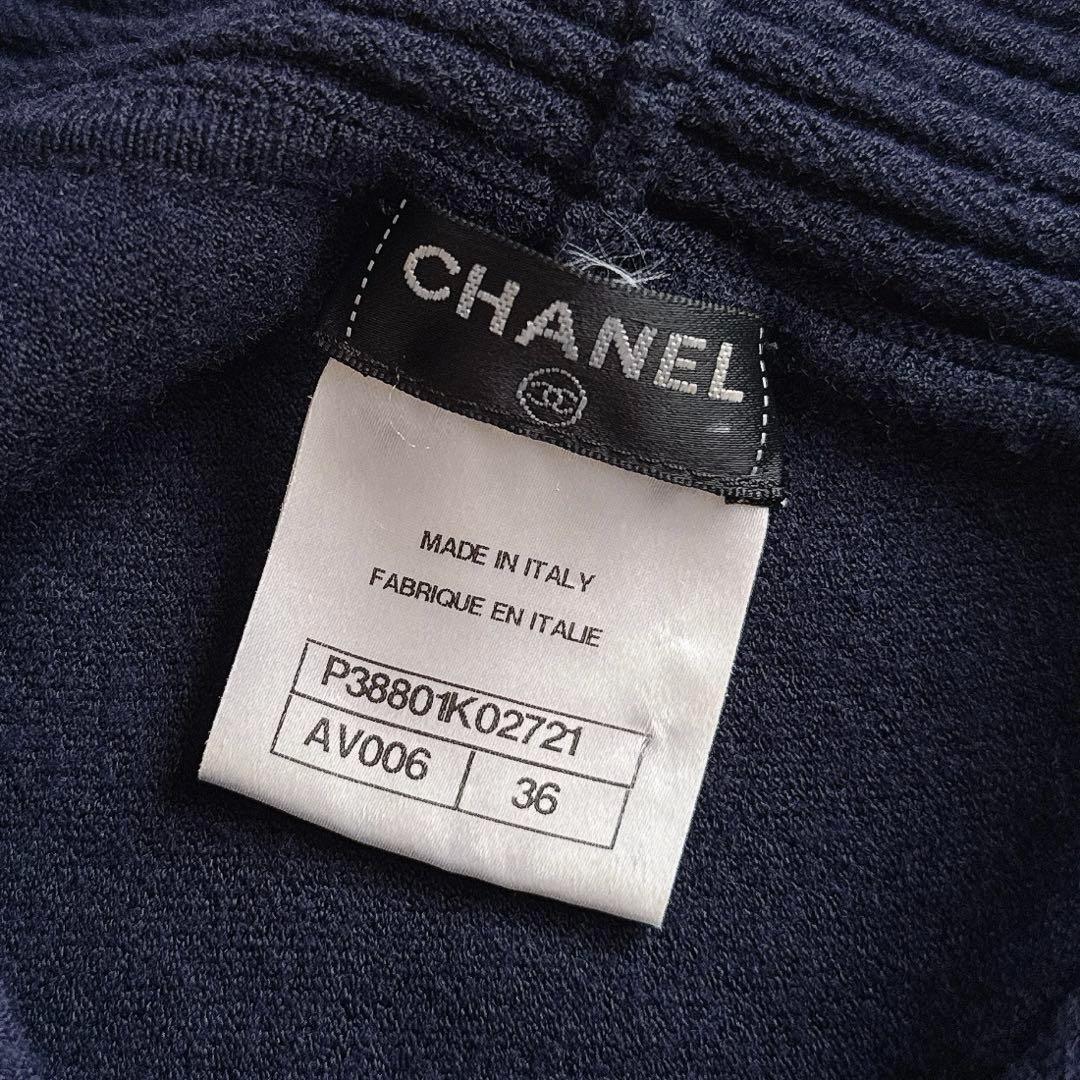 CHANEL
MADE IN ITALY
FABRIQUE EN ITALIE
P38801K02721
AV006 36